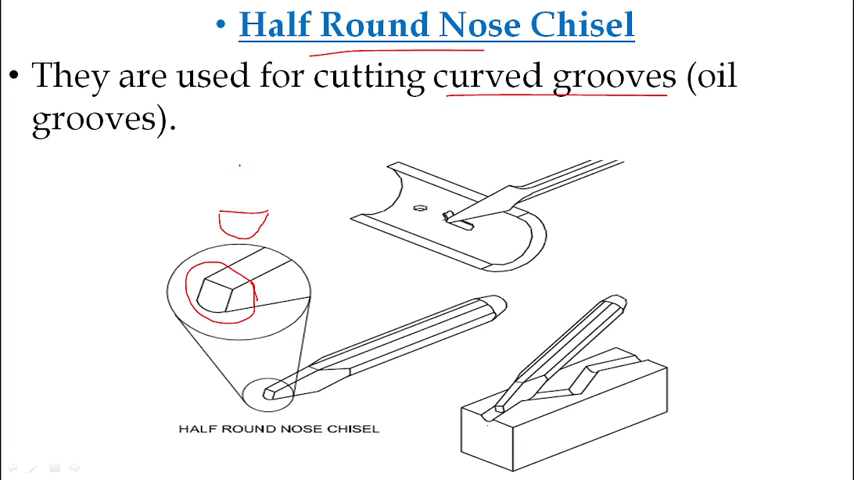 • Half Round Nose Chisel
• They are used for cutting curved grooves (oil
grooves).
HALF ROUND NOSE CHISEL